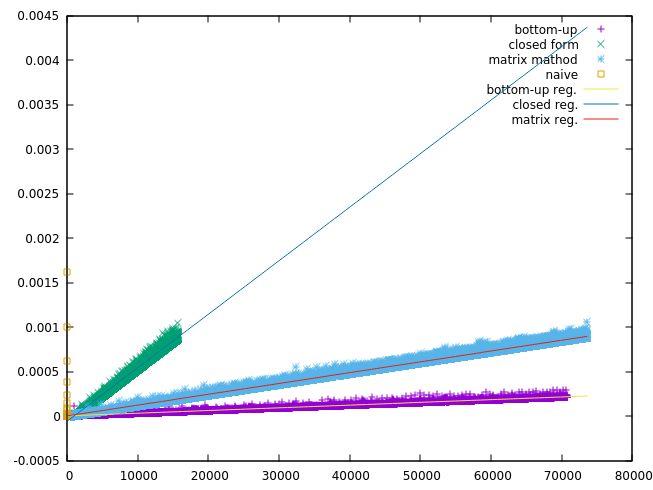 0.0045
0.004
0.0035
0.003
0.0025
0.002
0.0015
0.001
0.0005
0
-0.0005
0 10000 20000 30000 40000 50000 60000 70000 80000
bottom-up
closed form
matrix mathod
naive
bottom-up reg.
closed reg.
matrix reg.